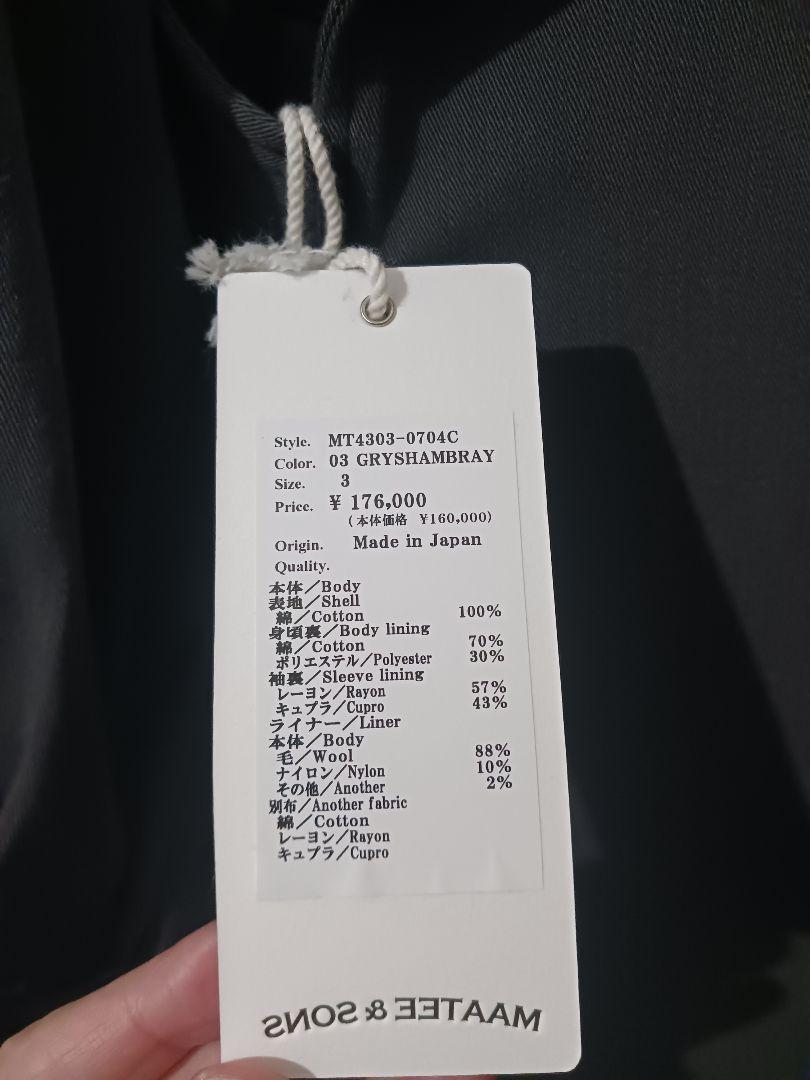 Style. MT4303-0704C
Color. 03 GRYSHAMBRAY
Size. 3
Price. ¥ 176,000
(本体価格 ¥160,000)
Origin. Made in Japan
Quality.
本体/Body
表地/Shell
綿/Cotton 100%
身頃裏/Body lining
綿/Cotton 70%
ポリエステル/Polyester 30%
袖裏/Sleeve lining
レーヨン/Rayon 57%
キュプラ/Cupro 43%
ライナー/Liner
本体/Body
毛/Wool 88%
ナイロン/Nylon 10%
その他/Another 2%
別布/Another fabric
綿/Cotton
レーヨン/Rayon
キュプラ/Cupro
MAATEE & SONS